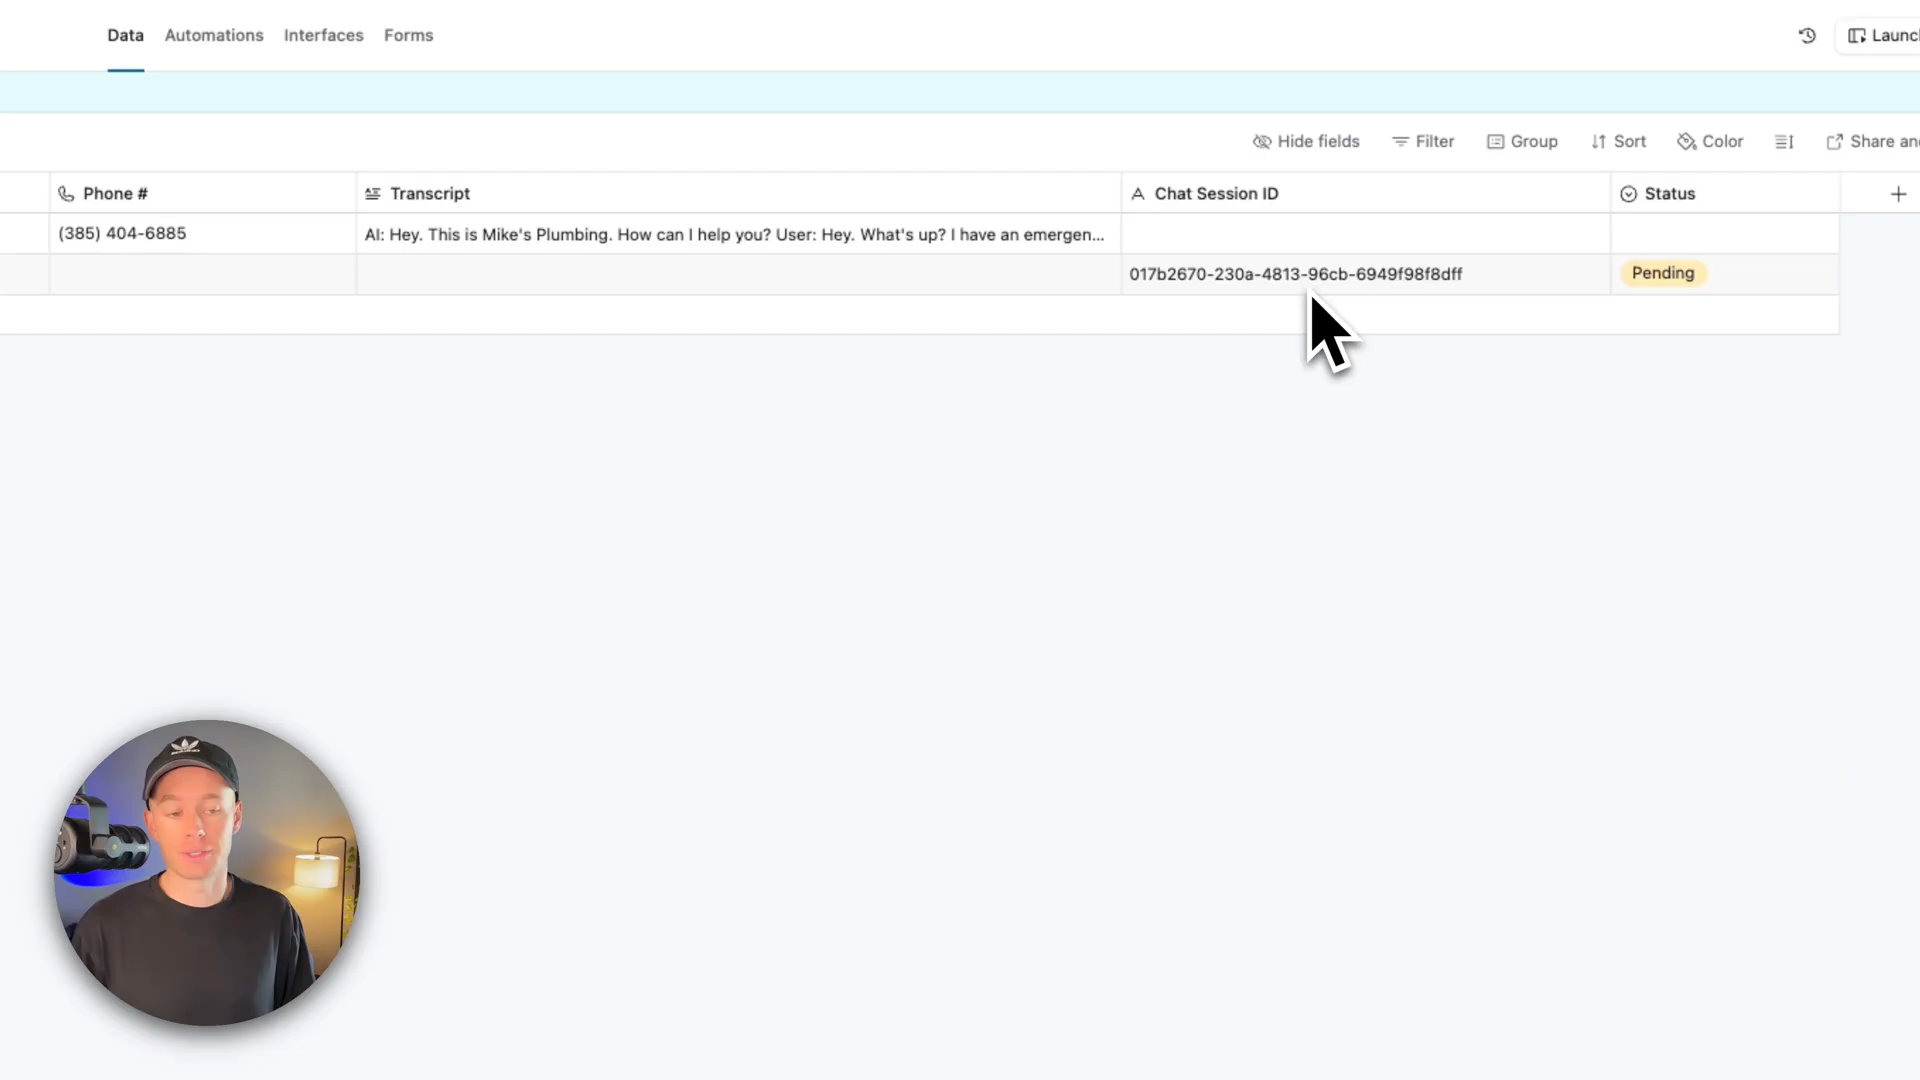 Data Automations Interfaces Forms Launch
Hide fields Filter Group Sort Color Share and
Phone # Transcript Chat Session ID Status
(385) 404-6885 AI: Hey. This is Mike's Plumbing. How can I help you? User: Hey. What's up? I have an emergen...
017b2670-230a-4813-96cb-6949f98f8dff Pending